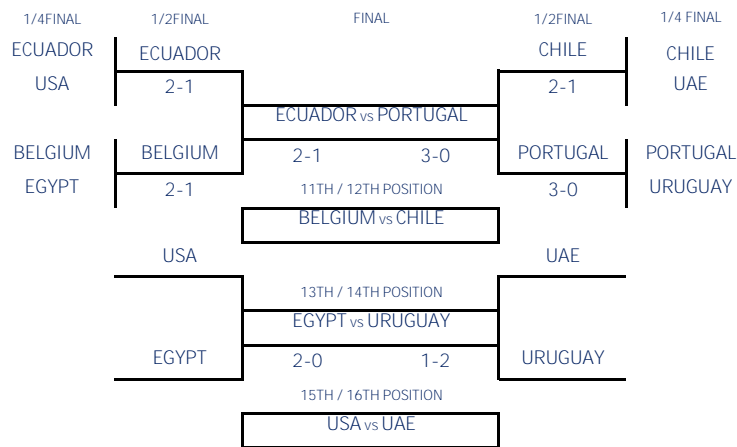 1/4FINAL 1/2FINAL FINAL 1/2FINAL 1/4 FINAL
ECUADOR ECUADOR CHILE CHILE
USA 2-1 2-1 UAE
ECUADOR vs PORTUGAL
BELGIUM BELGIUM 2-1 3-0 PORTUGAL PORTUGAL
EGYPT 2-1 11TH / 12TH POSITION 3-0 URUGUAY
BELGIUM vs CHILE
USA UAE
13TH / 14TH POSITION
EGYPT vs URUGUAY
EGYPT 2-0 1-2 URUGUAY
15TH / 16TH POSITION
USA vs UAE